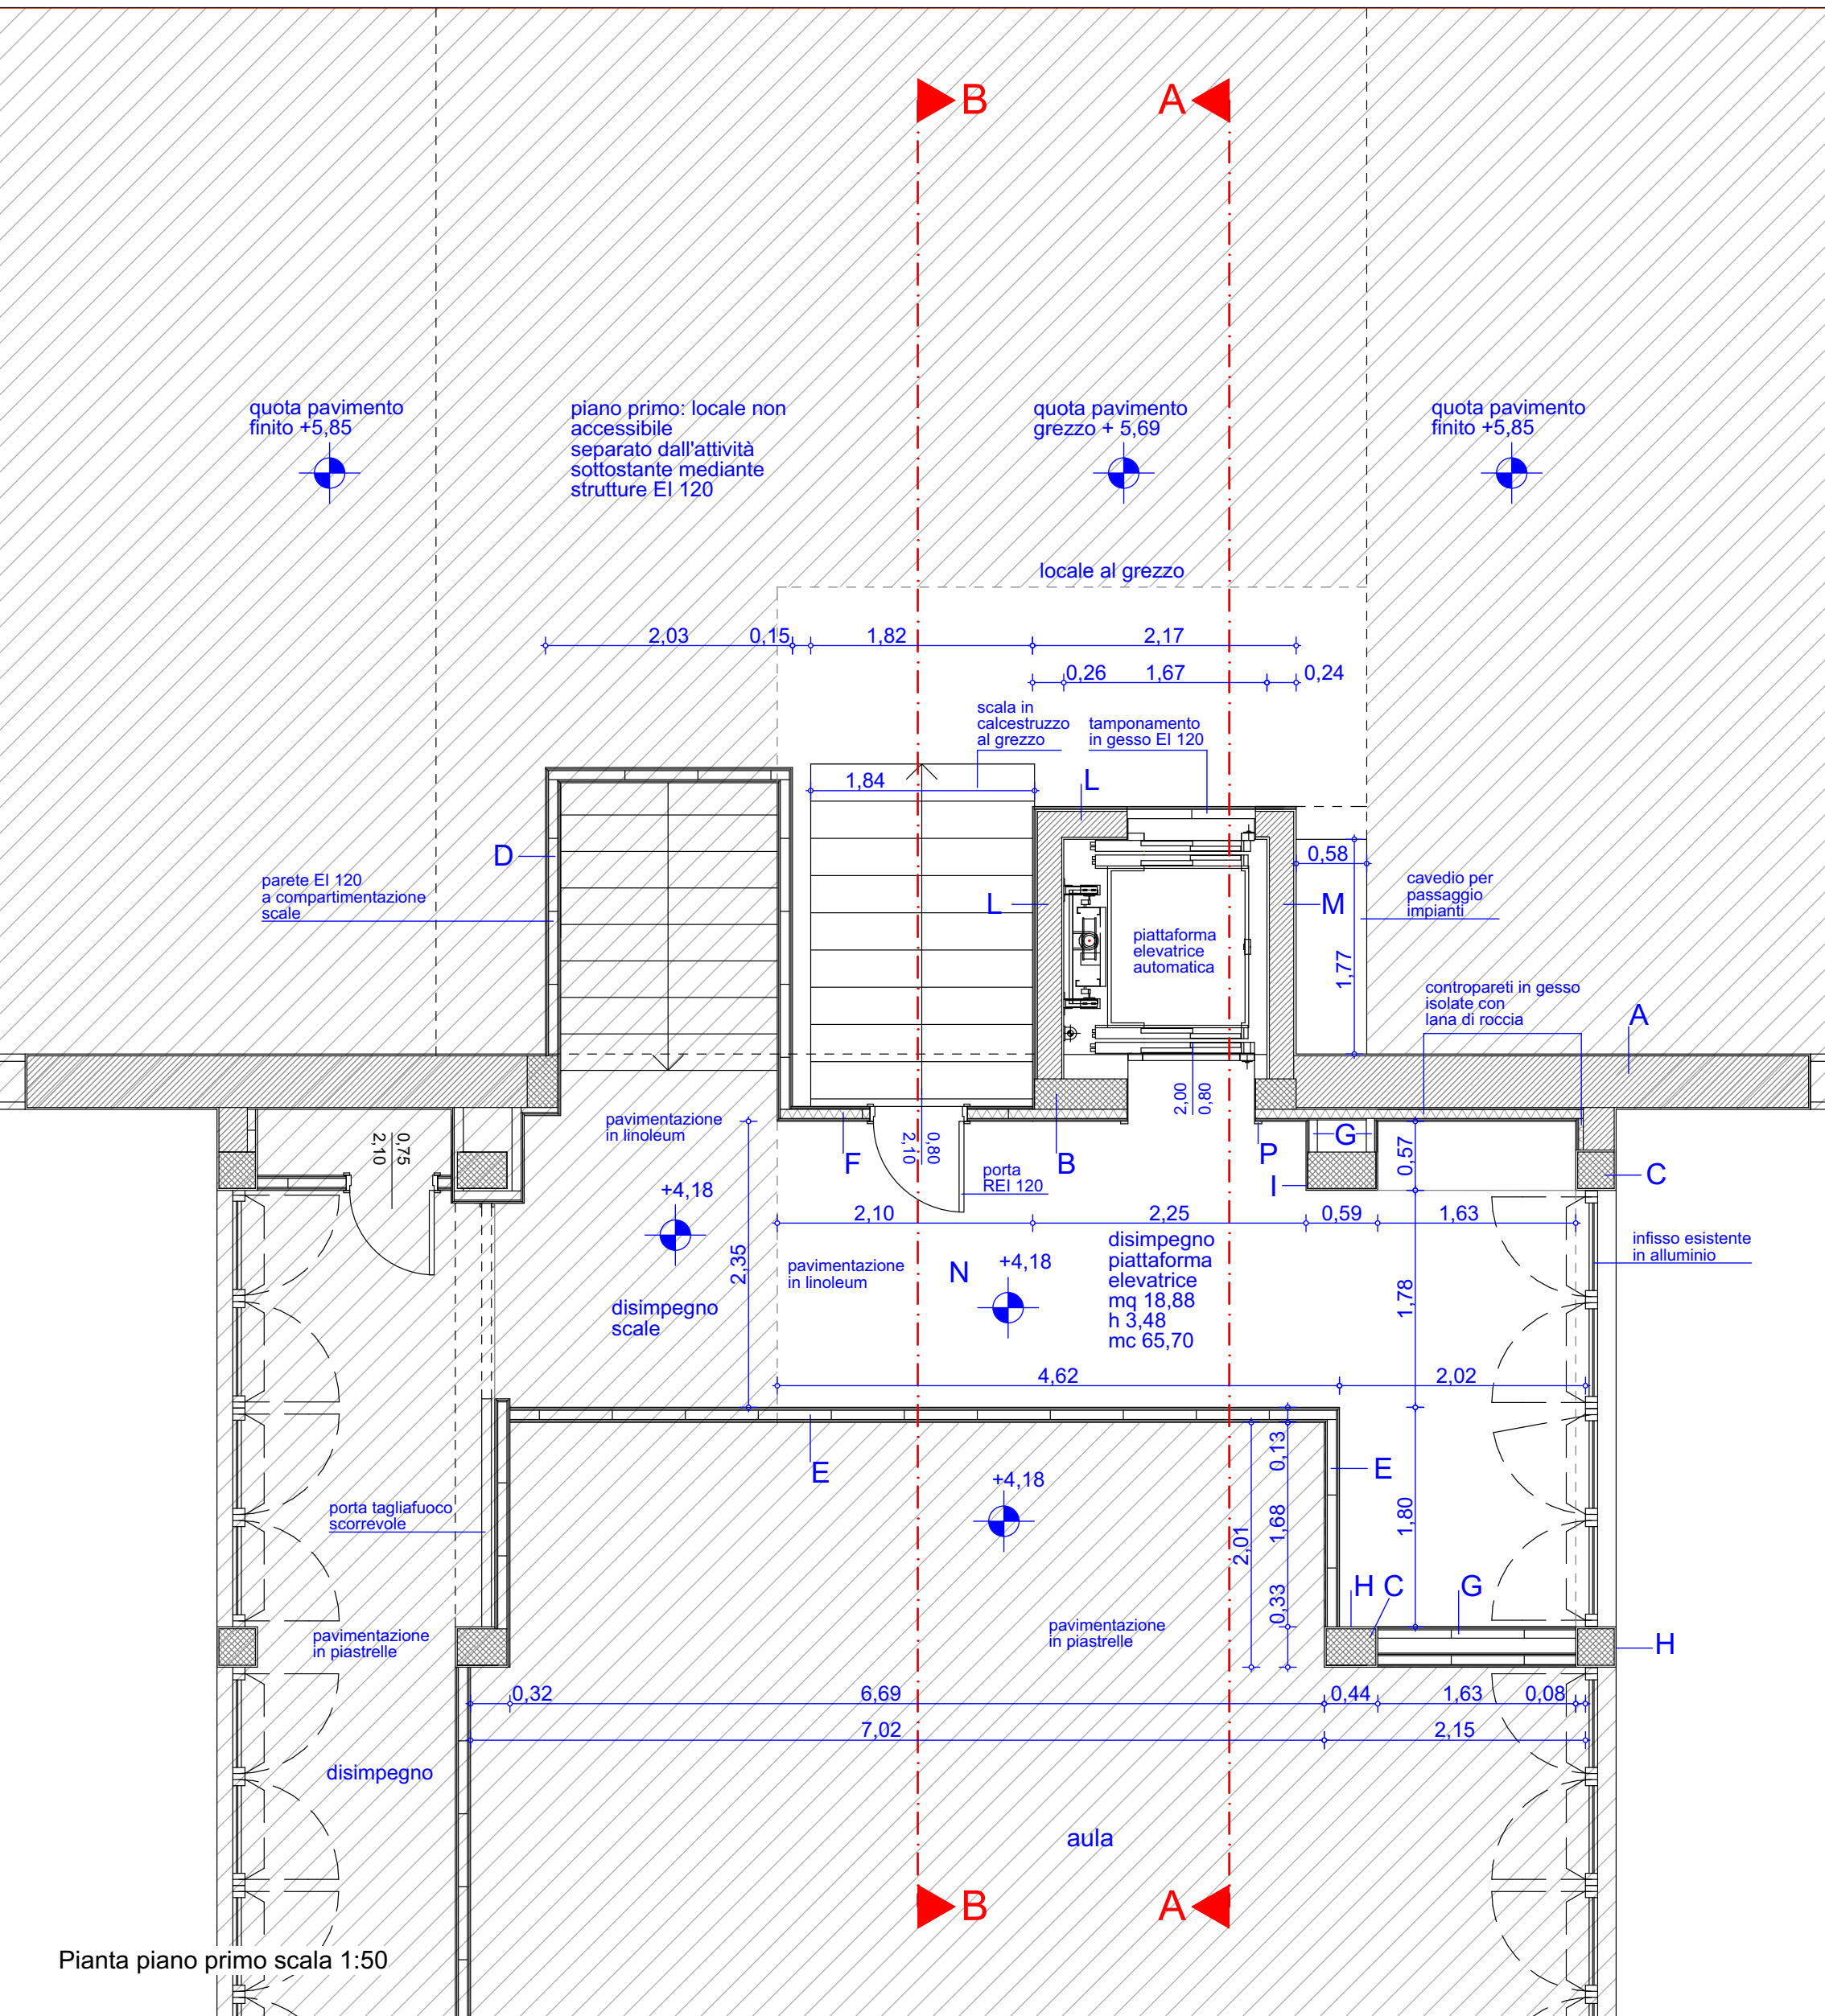 B
A
quota pavimento
finito +5,85
piano primo: locale non
accessibile
separato dall'attività
sottostante mediante
strutture EI 120
quota pavimento
grezzo + 5,69
quota pavimento
finito +5,85
locale al grezzo
2,03
0,15
1,82
2,17
0,26
1,67
0,24
scala in
calcestruzzo
al grezzo
tamponamento
in gesso EI 120
1,84
L
D
parete EI 120
a compartimentazione
scale
L
M
0,58
cavedio per
passaggio
impianti
piattaforma
elevatrice
automatica
1,77
contropareti in gesso
isolate con
lana di roccia
A
2,00
0,80
pavimentazione
in linoleum
0,75
2,10
F
0,80
2,10
porta
REI 120
B
P
I
G
0,57
C
+4,18
2,10
2,25
0,59
1,63
infisso esistente
in alluminio
2,35
pavimentazione
in linoleum
N
+4,18
disimpegno
piattaforma
elevatrice
mq 18,88
h 3,48
mc 65,70
1,78
disimpegno
scale
4,62
2,02
E
+4,18
0,13
E
porta tagliafuoco
scorrevole
2,01
1,68
1,80
0,33
H
C
G
pavimentazione
in piastrelle
pavimentazione
in piastrelle
H
0,32
6,69
0,44
1,63
0,08
7,02
2,15
disimpegno
aula
B
A
Pianta piano primo scala 1:50